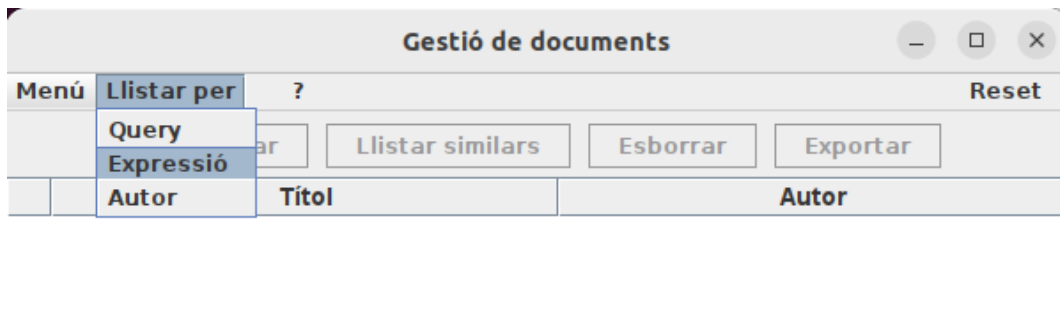 Gestió de documents
Menú Llistar per ? Reset
Query
Llistar similars Esborrar Exportar
Expressió
Autor Títol Autor